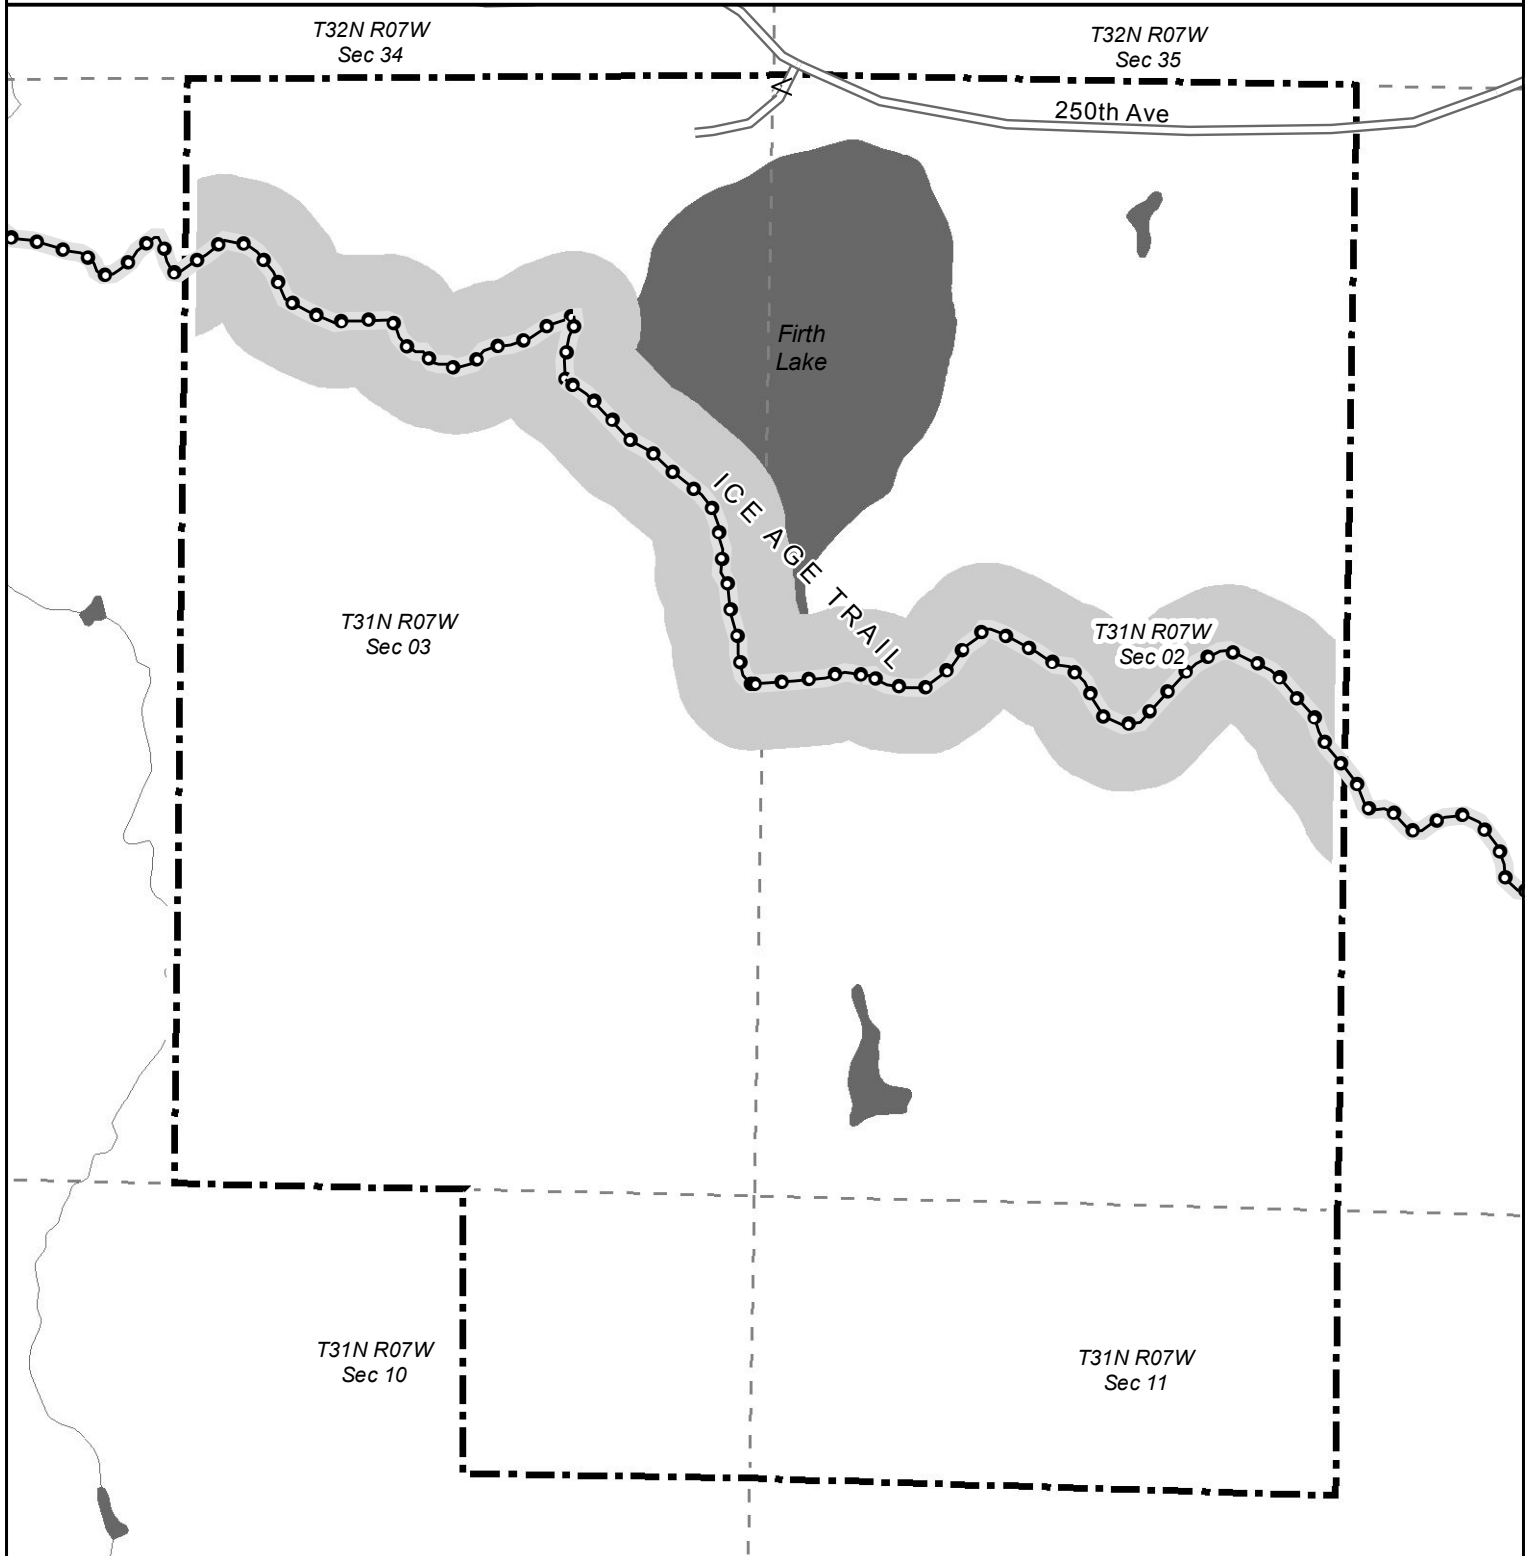 T32N R07W
Sec 34
T32N R07W
Sec 35
250th Ave
Firth
Lake
ICE AGE TRAIL
T31N R07W
Sec 03
T31N R07W
Sec 02
T31N R07W
Sec 10
T31N R07W
Sec 11